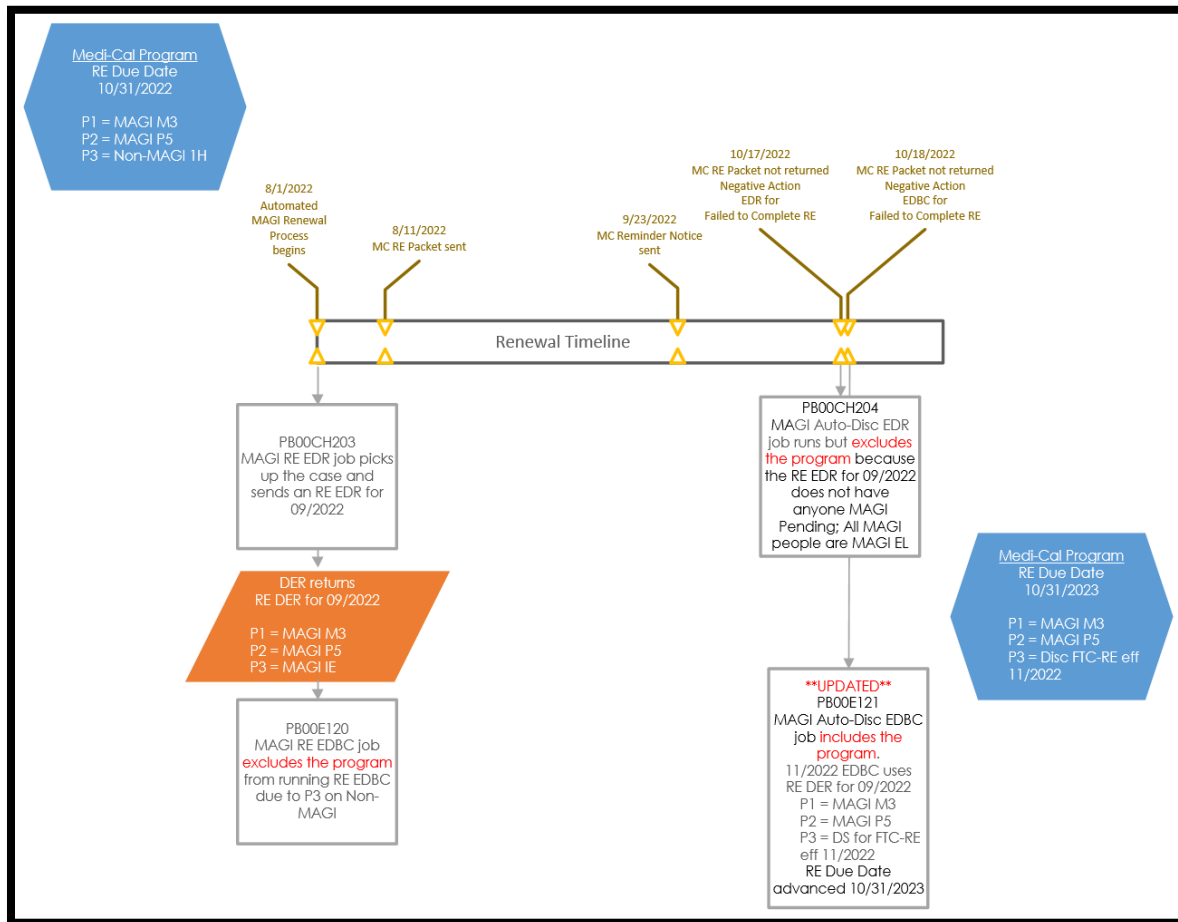 Medi-Cal Program
RE Due Date
10/31/2022
P1 = MAGI M3
P2 = MAGI P5
P3 = Non-MAGI 1H
8/1/2022
Automated
MAGI Renewal
Process
begins
8/11/2022
MC RE Packet sent
9/23/2022
MC Reminder Notice
sent
10/17/2022
MC RE Packet not returned
Negative Action
EDR for
Failed to Complete RE
10/18/2022
MC RE Packet not returned
Negative Action
EDBC for
Failed to Complete RE
Renewal Timeline
PB00CH203
MAGI RE EDR job picks
up the case and
sends an RE EDR for
09/2022
DER returns
RE DER for 09/2022
P1 = MAGI M3
P2 = MAGI P5
P3 = MAGI IE
PB00E120
MAGI RE EDBC job
excludes the program
from running RE EDBC
due to P3 on Non-
MAGI
PB00CH204
MAGI Auto-Disc EDR
job runs but excludes
the program because
the RE EDR for 09/2022
does not have
anyone MAGI
Pending; All MAGI
people are MAGI EL
**UPDATED**
PB00E121
MAGI Auto-Disc EDBC
job includes the
program.
11/2022 EDBC uses
RE DER for 09/2022
P1 = MAGI M3
P2 = MAGI P5
P3 = DS for FTC-RE
eff 11/2022
RE Due Date
advanced 10/31/2023
Medi-Cal Program
RE Due Date
10/31/2023
P1 = MAGI M3
P2 = MAGI P5
P3 = Disc FTC-RE eff
11/2022